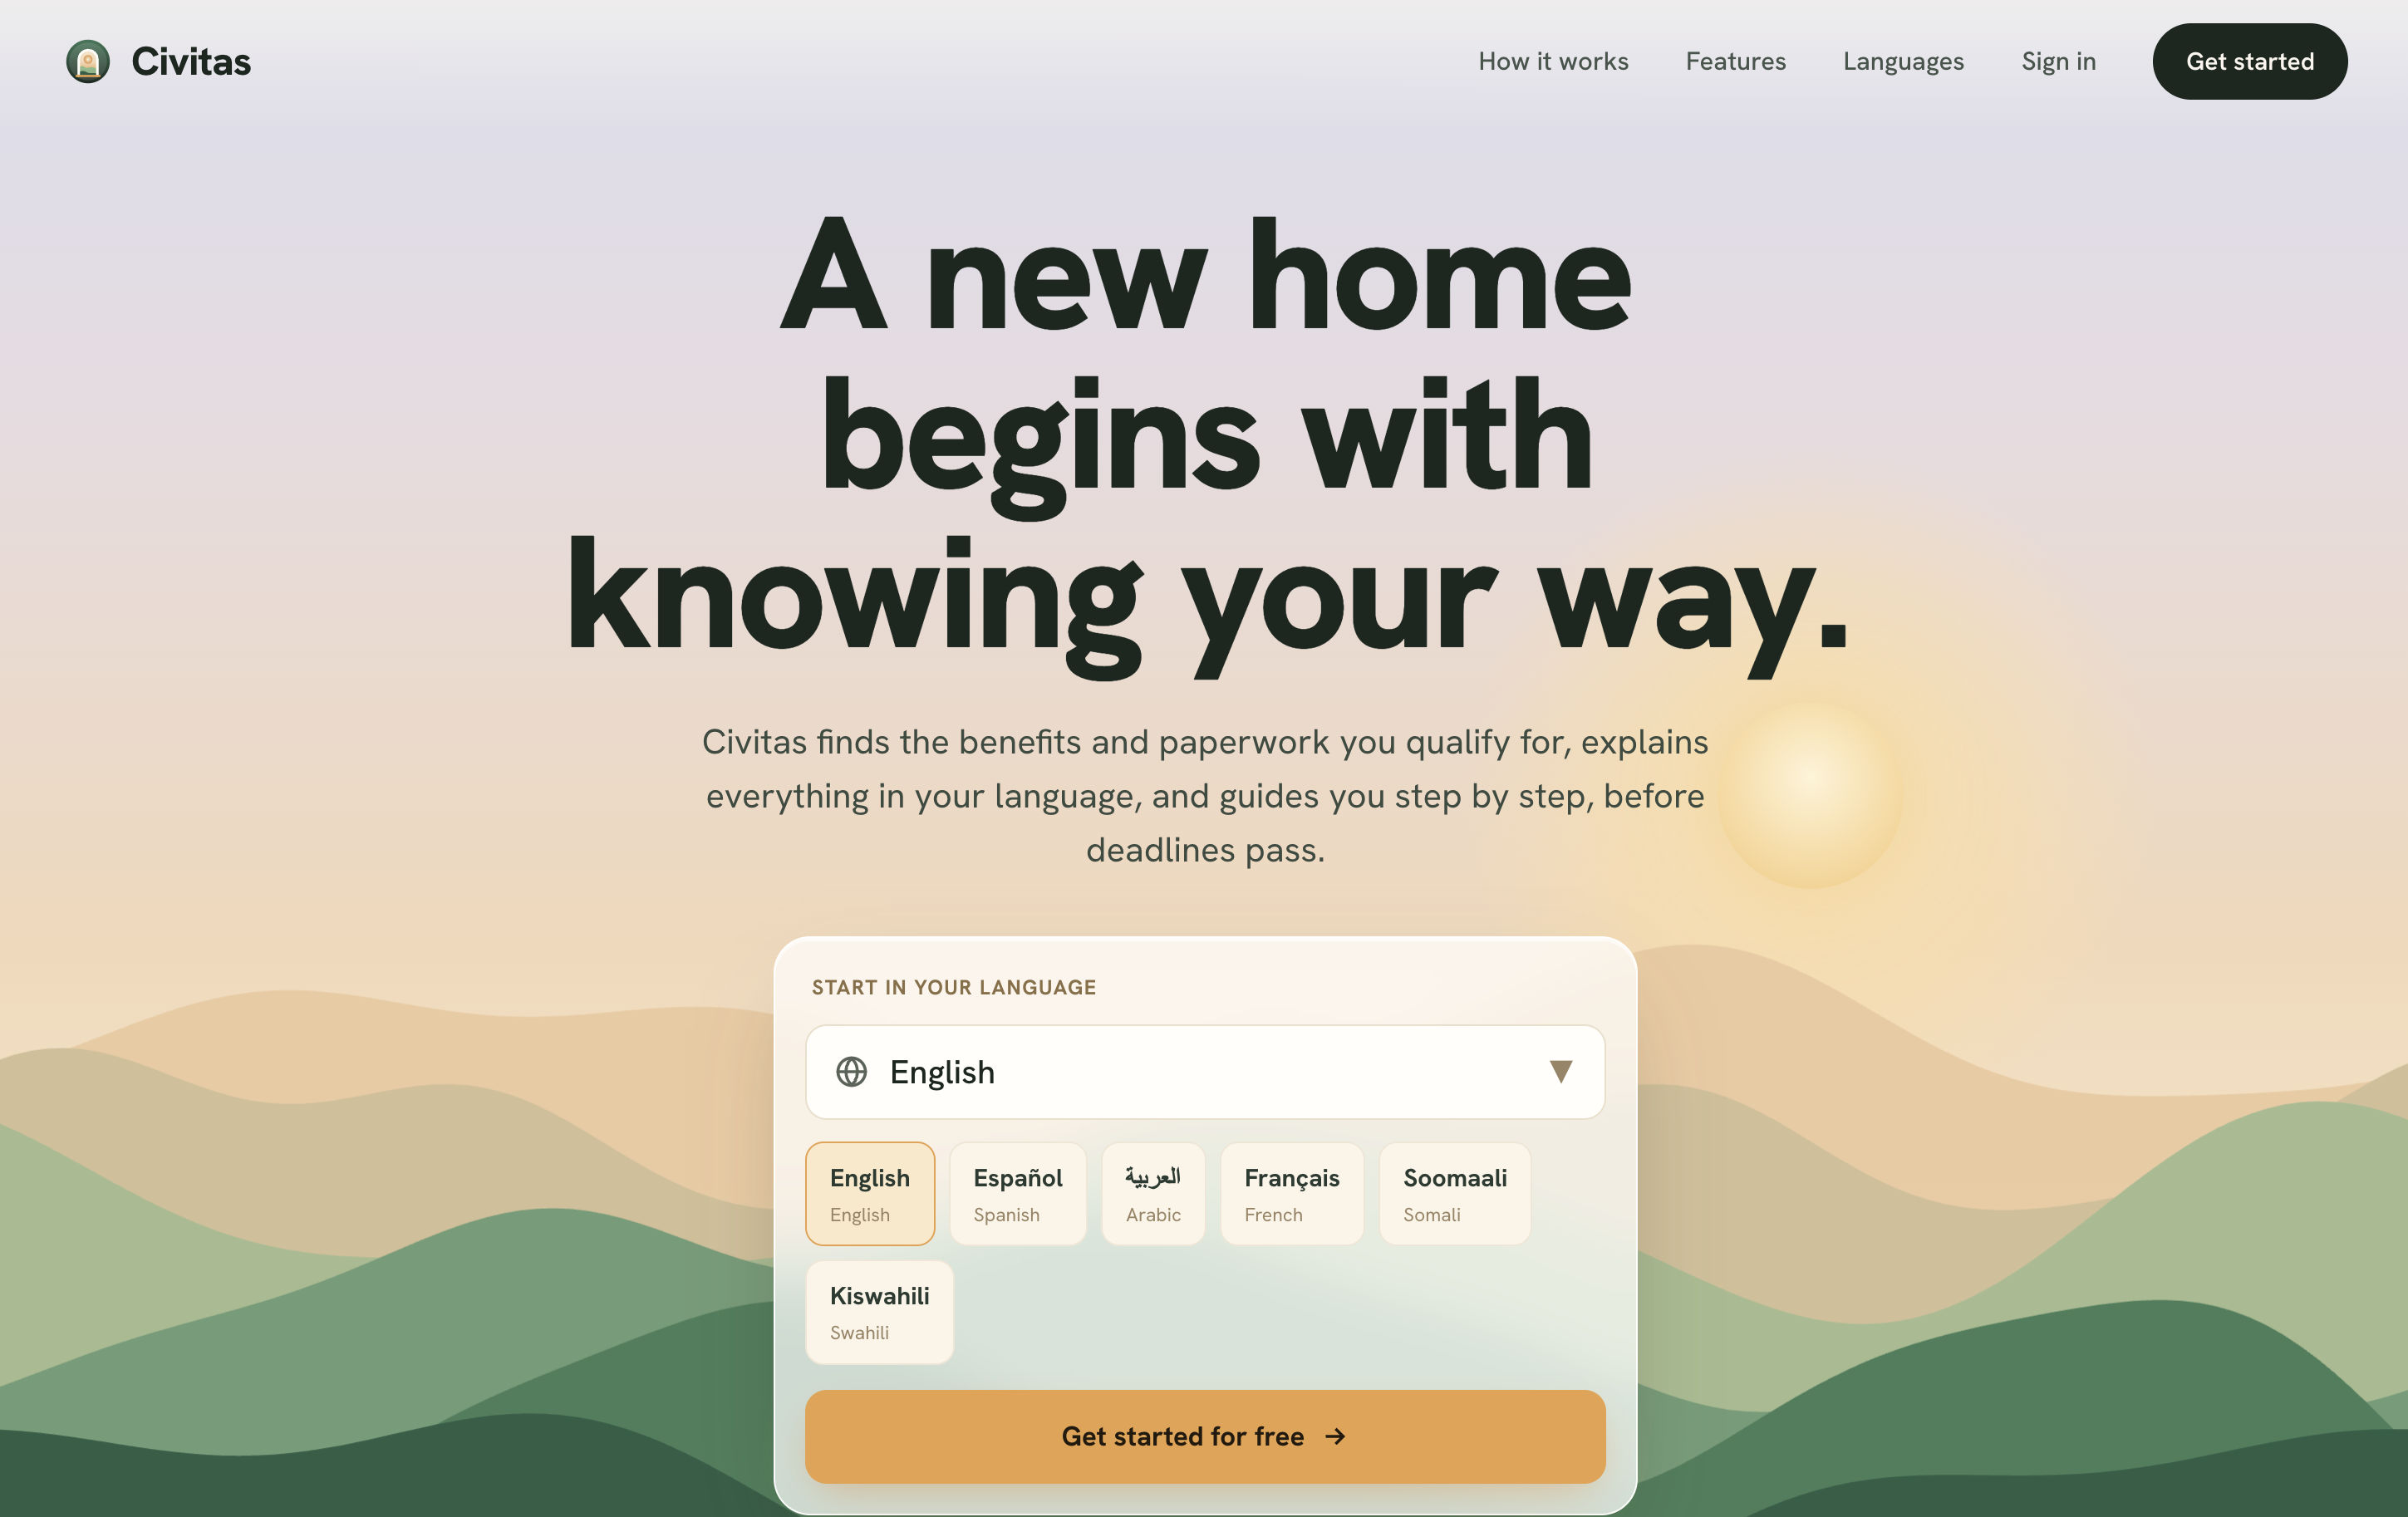 Civitas
How it works
Features
Languages
Sign in
Get started
A new home
begins with
knowing your way.
Civitas finds the benefits and paperwork you qualify for, explains
everything in your language, and guides you step by step, before
deadlines pass.
START IN YOUR LANGUAGE
English
English
English
Español
Spanish
العربية
Arabic
Français
French
Soomaali
Somali
Kiswahili
Swahili
Get started for free →